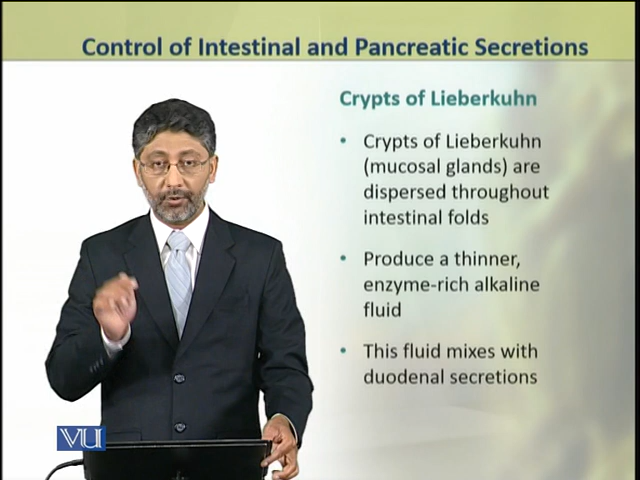 Control of Intestinal and Pancreatic Secretions
Crypts of Lieberkuhn
• Crypts of Lieberkuhn
(mucosal glands) are
dispersed throughout
intestinal folds
• Produce a thinner,
enzyme-rich alkaline
fluid
• This fluid mixes with
duodenal secretions
VU